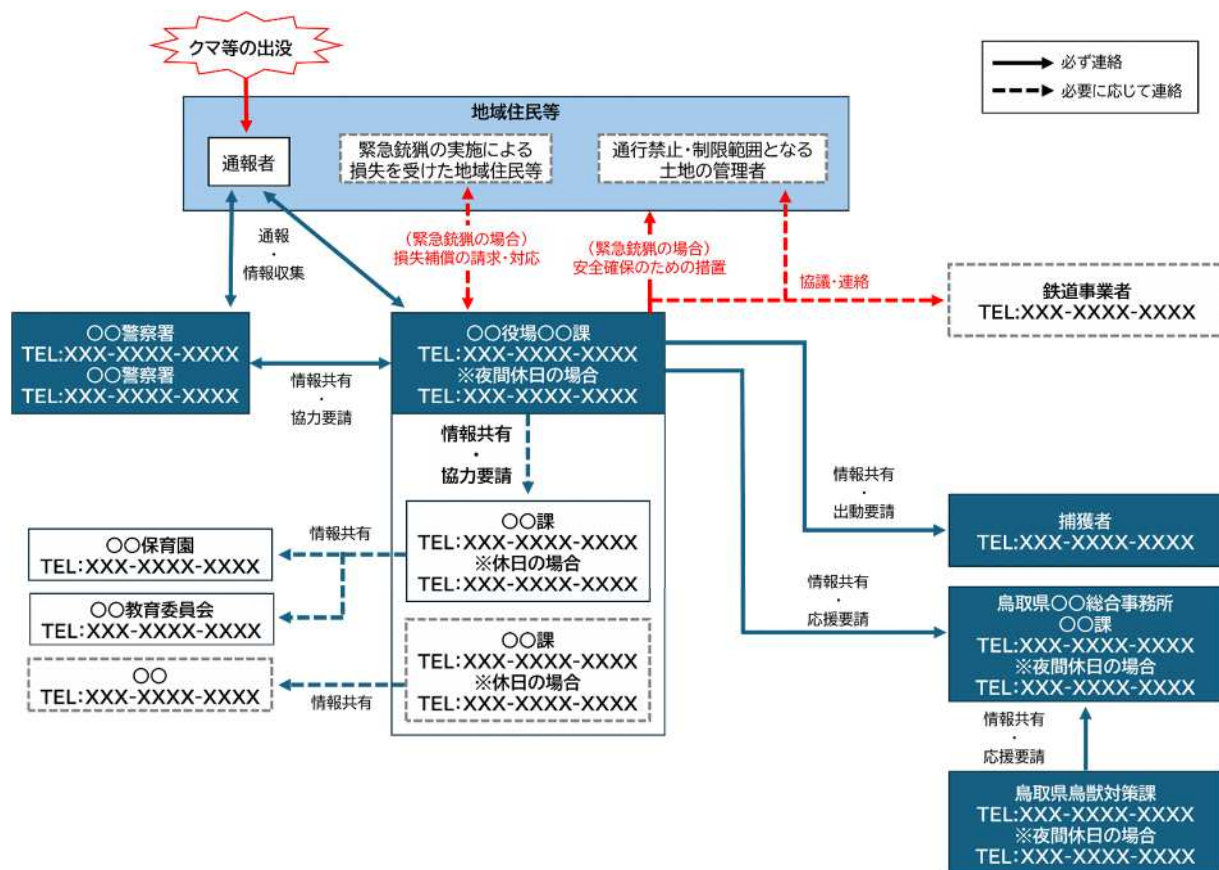 クマ等の出没
必ず連絡
必要に応じて連絡
地域住民等
通報者
緊急銃猟の実施による
損失を受けた地域住民等
通行禁止・制限範囲となる
土地の管理者
通報
・
情報収集
(緊急銃猟の場合)
損失補償の請求・対応
(緊急銃猟の場合)
安全確保のための措置
協議・連絡
鉄道事業者
TEL:XXX-XXXX-XXXX
〇〇警察署
TEL:XXX-XXXX-XXXX
〇〇警察署
TEL:XXX-XXXX-XXXX
情報共有
・
協力要請
〇〇役場〇〇課
TEL:XXX-XXXX-XXXX
※夜間休日の場合
TEL:XXX-XXXX-XXXX
情報共有
・
協力要請
〇〇課
TEL:XXX-XXXX-XXXX
※休日の場合
TEL:XXX-XXXX-XXXX
情報共有
〇〇保育園
TEL:XXX-XXXX-XXXX
〇〇教育委員会
TEL:XXX-XXXX-XXXX
〇〇課
TEL:XXX-XXXX-XXXX
※休日の場合
TEL:XXX-XXXX-XXXX
情報共有
〇〇
TEL:XXX-XXXX-XXXX
情報共有
・
出動要請
捕獲者
TEL:XXX-XXXX-XXXX
情報共有
・
応援要請
鳥取県〇〇総合事務所
〇〇課
TEL:XXX-XXXX-XXXX
※夜間休日の場合
TEL:XXX-XXXX-XXXX
情報共有
・
応援要請
鳥取県鳥獣対策課
TEL:XXX-XXXX-XXXX
※夜間休日の場合
TEL:XXX-XXXX-XXXX